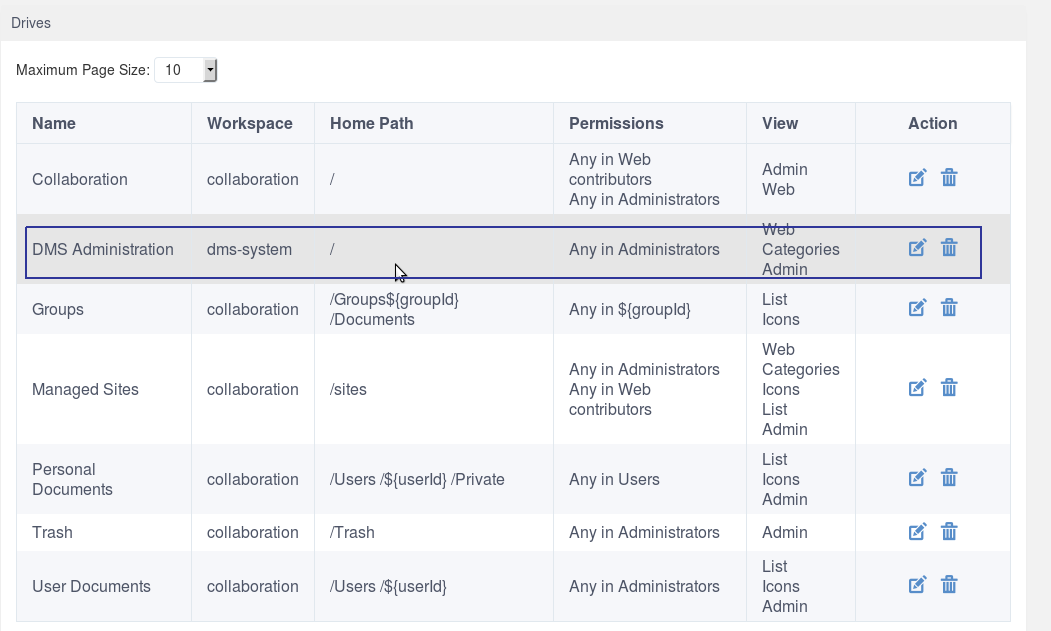 Drives
Maximum Page Size: 10
Name Workspace Home Path Permissions View Action
Collaboration collaboration / Any in Web contributors Any in Administrators Admin Web
DMS Administration dms-system / Any in Administrators Web Categories Admin
Groups collaboration /Groups${groupId} /Documents Any in ${groupId} List Icons
Managed Sites collaboration /sites Any in Administrators Any in Web contributors Web Categories Icons List Admin
Personal Documents collaboration /Users /${userId} /Private Any in Users List Icons Admin
Trash collaboration /Trash Any in Administrators Admin
User Documents collaboration /Users /${userId} Any in Administrators List Icons Admin